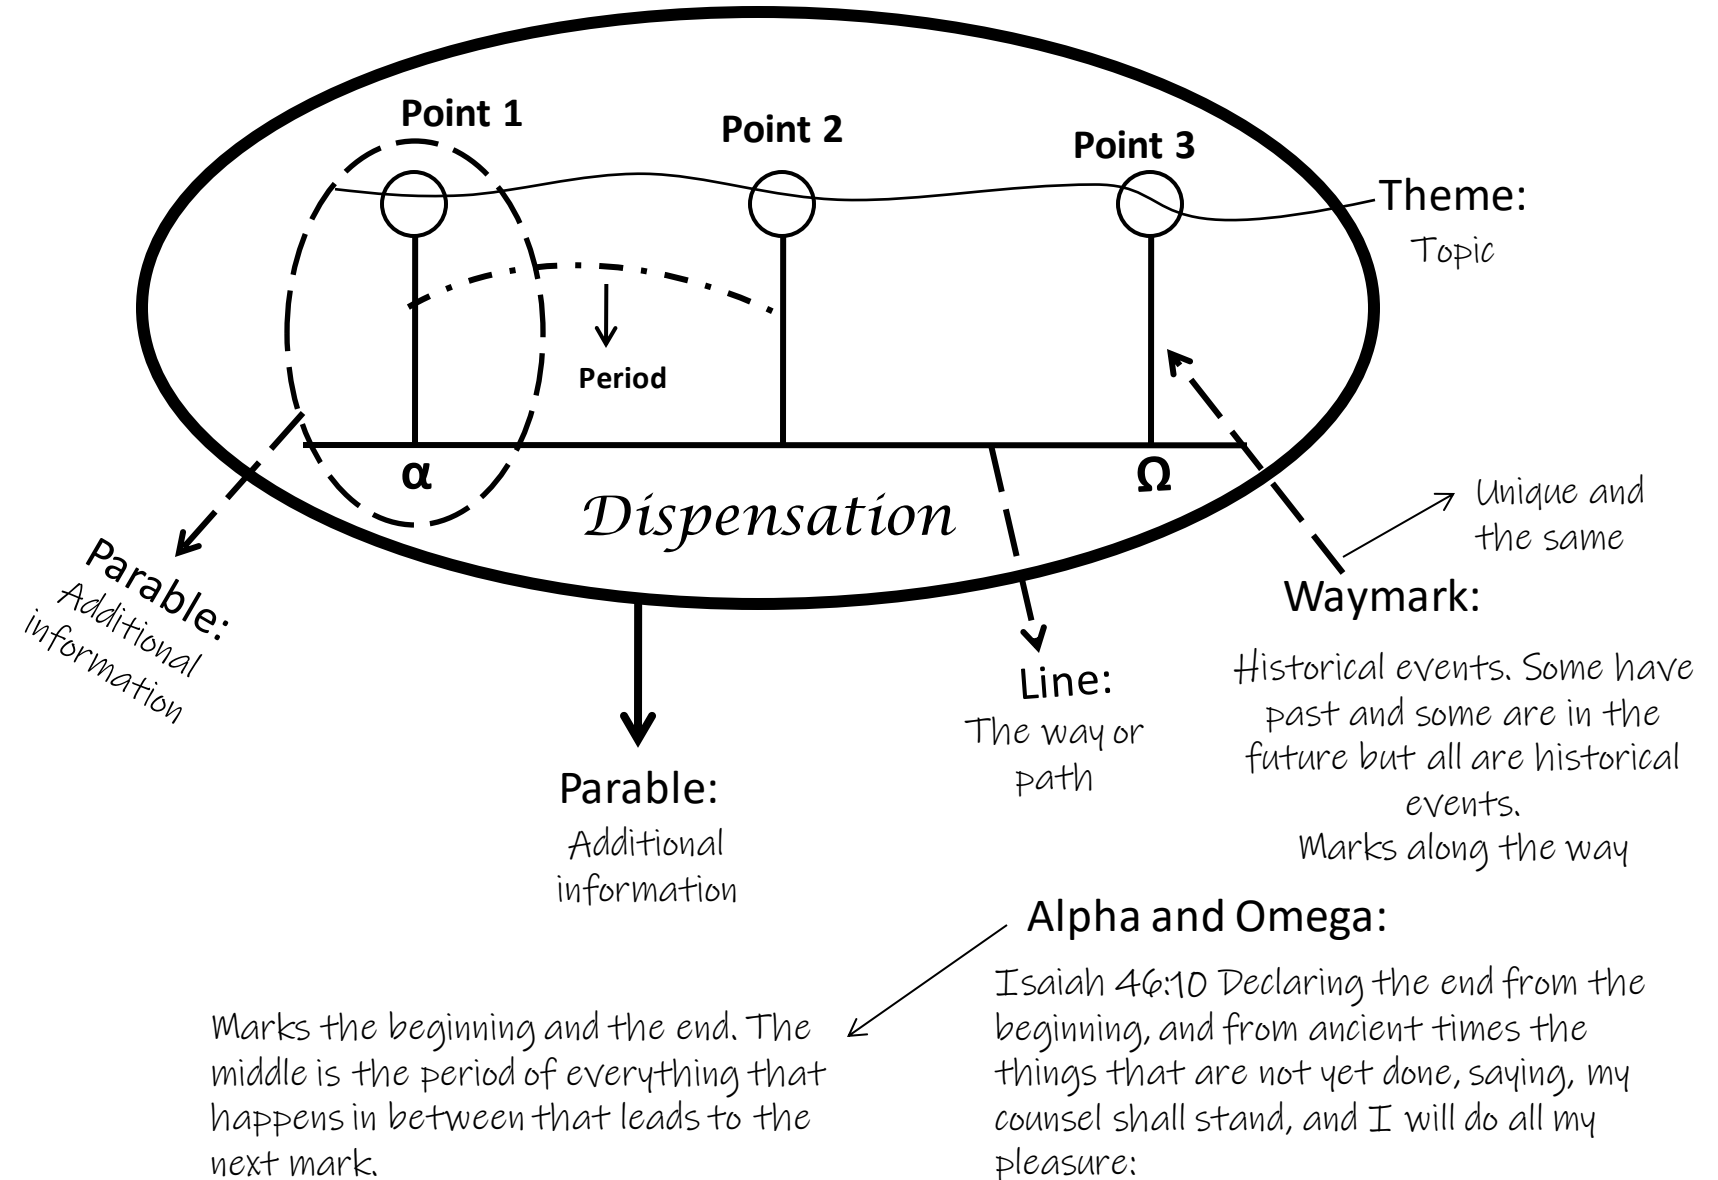 Point 1
Point 2
Point 3
Theme:
Topic
Period
α
Ω
Dispensation
Unique and
the same
Parable:
Additional
information
Waymark:
Historical events. Some have
past and some are in the
future but all are historical
events.
Marks along the way
Line:
The way or
path
Parable:
Additional
information
Alpha and Omega:
Isaiah 46:10 Declaring the end from the
beginning, and from ancient times the
things that are not yet done, saying, my
counsel shall stand, and I will do all my
pleasure:
Marks the beginning and the end. The
middle is the period of everything that
happens in between that leads to the
next mark.